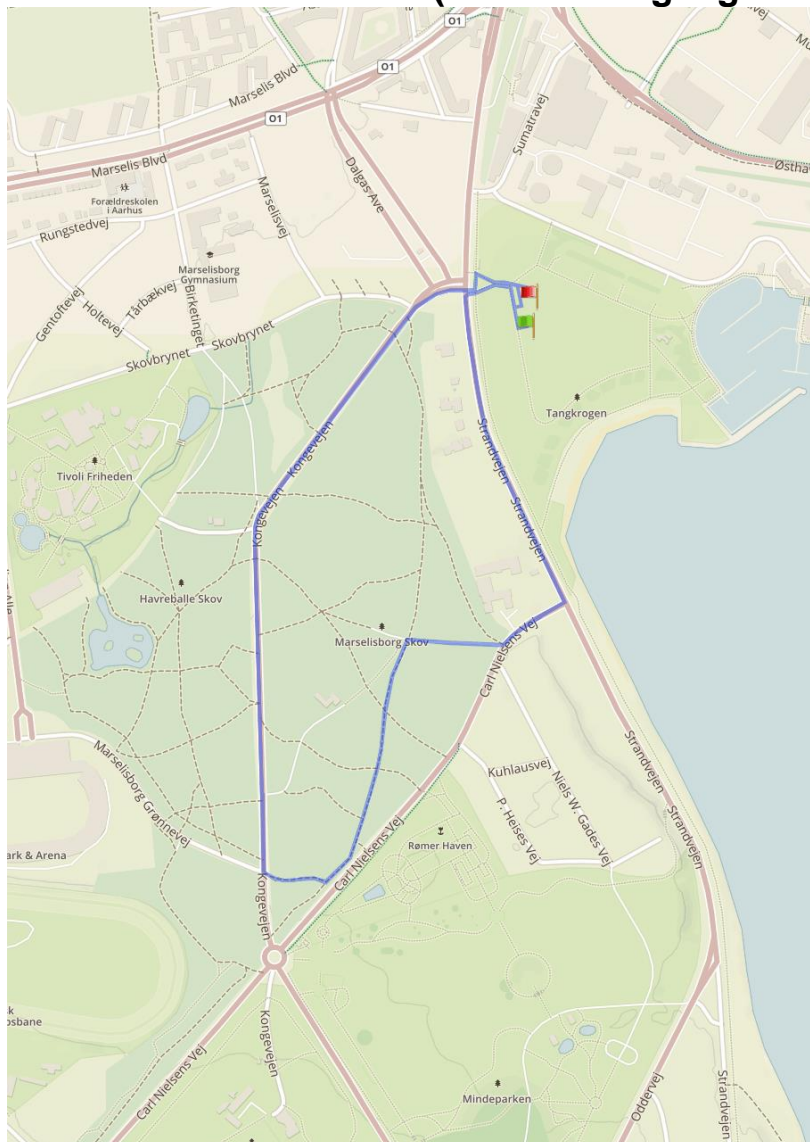 O1
Marselis Blvd
O1
Sumatravej
O1
Marselis Blvd
Dalgas Ave
Marselisvej
Forældreskolen
i Aarhus
Rungstedvej
Marselisborg
Gymnasium
Tårbækvej
Birketinget
Gentoftevej
Holtevej
Skovbrynet
Skovbrynet
Tangkrogen
Strandvejen
Strandvejen
Kongevejen
Kongevejen
Tivoli Friheden
Havreballe Skov
Marselisborg Skov
Carl Nielsens Vej
Strandvejen
Strandvejen
Kuhlausvej
Niels W. Gades Vej
P. Heises Vej
Marselisborg Grønnevej
Carl Nielsens Vej
Rømer Haven
ark & Arena
Kongevejen
Kongevejen
Carl Nielsens Vej
Mindeparken
Oddervej
Strandvejen